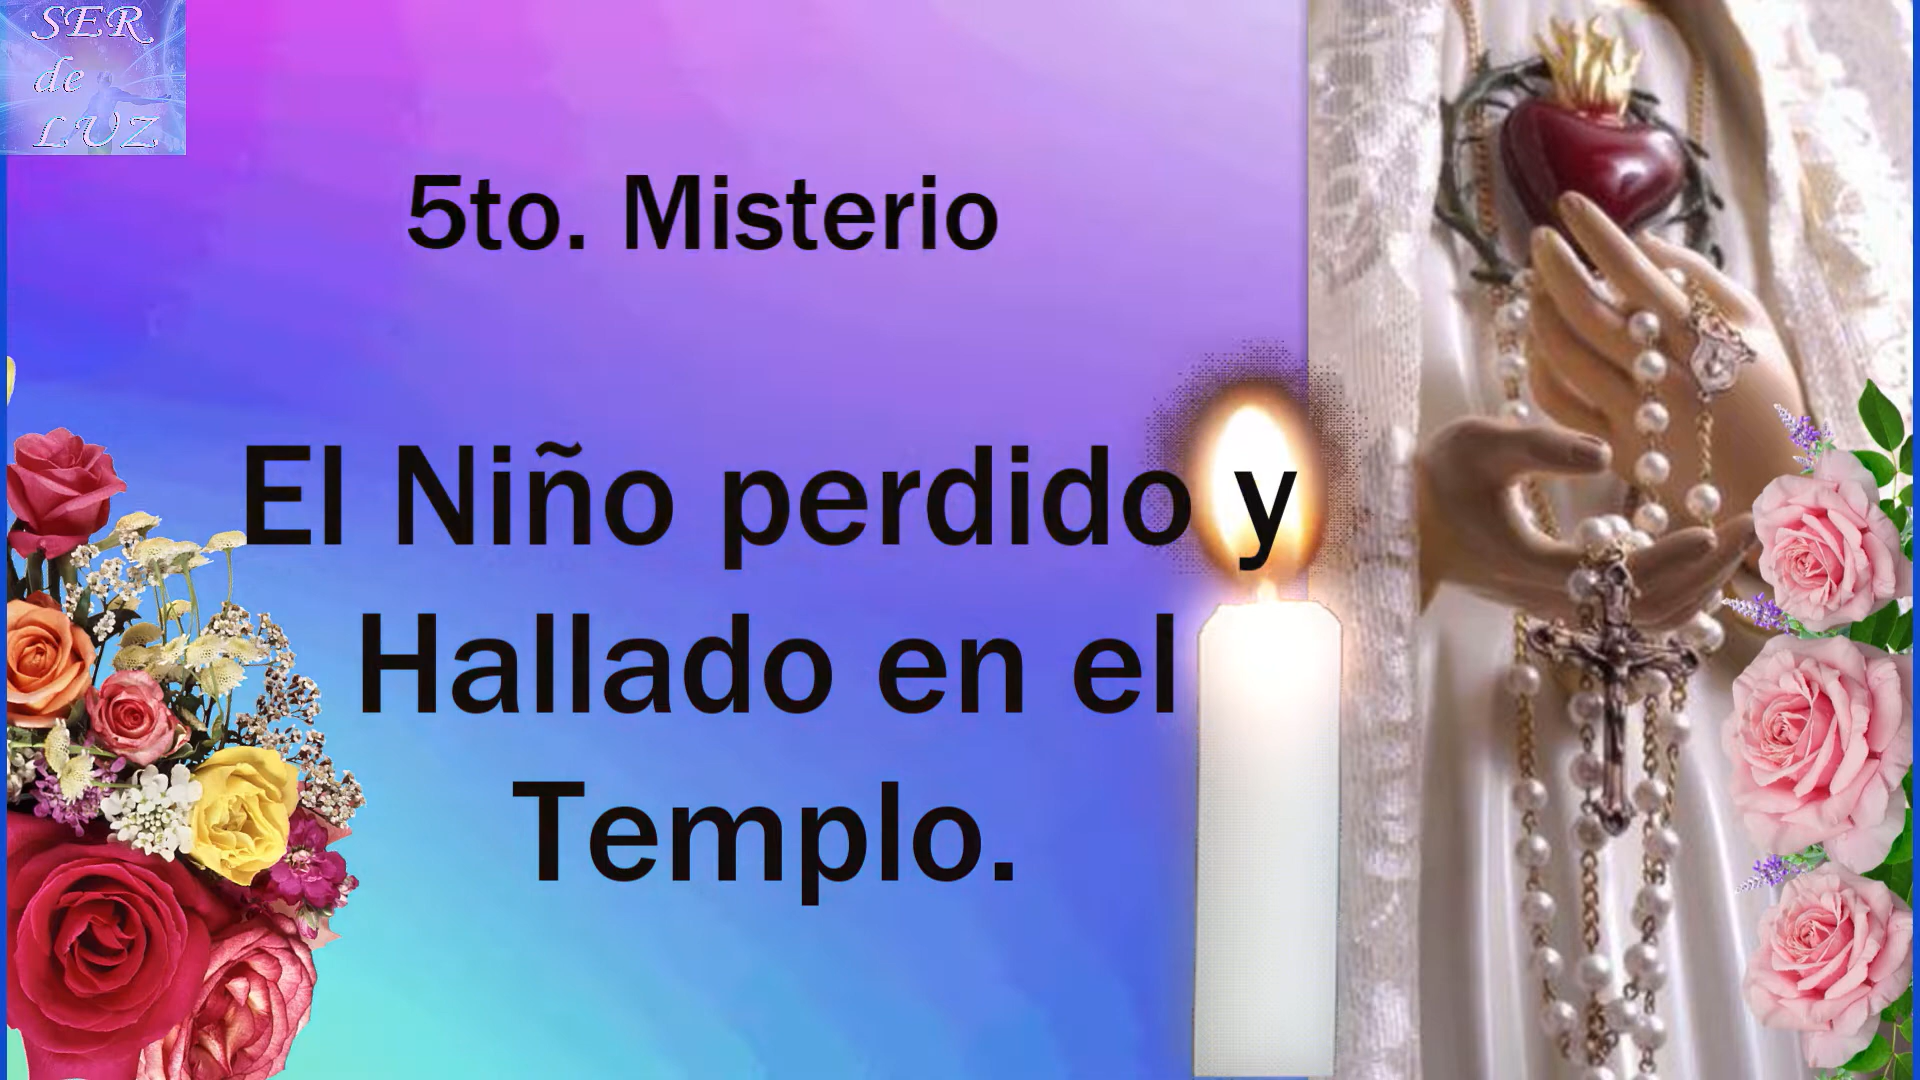 SER
de
LUZ
5to. Misterio
El Niño perdido y
Hallado en el
Templo.